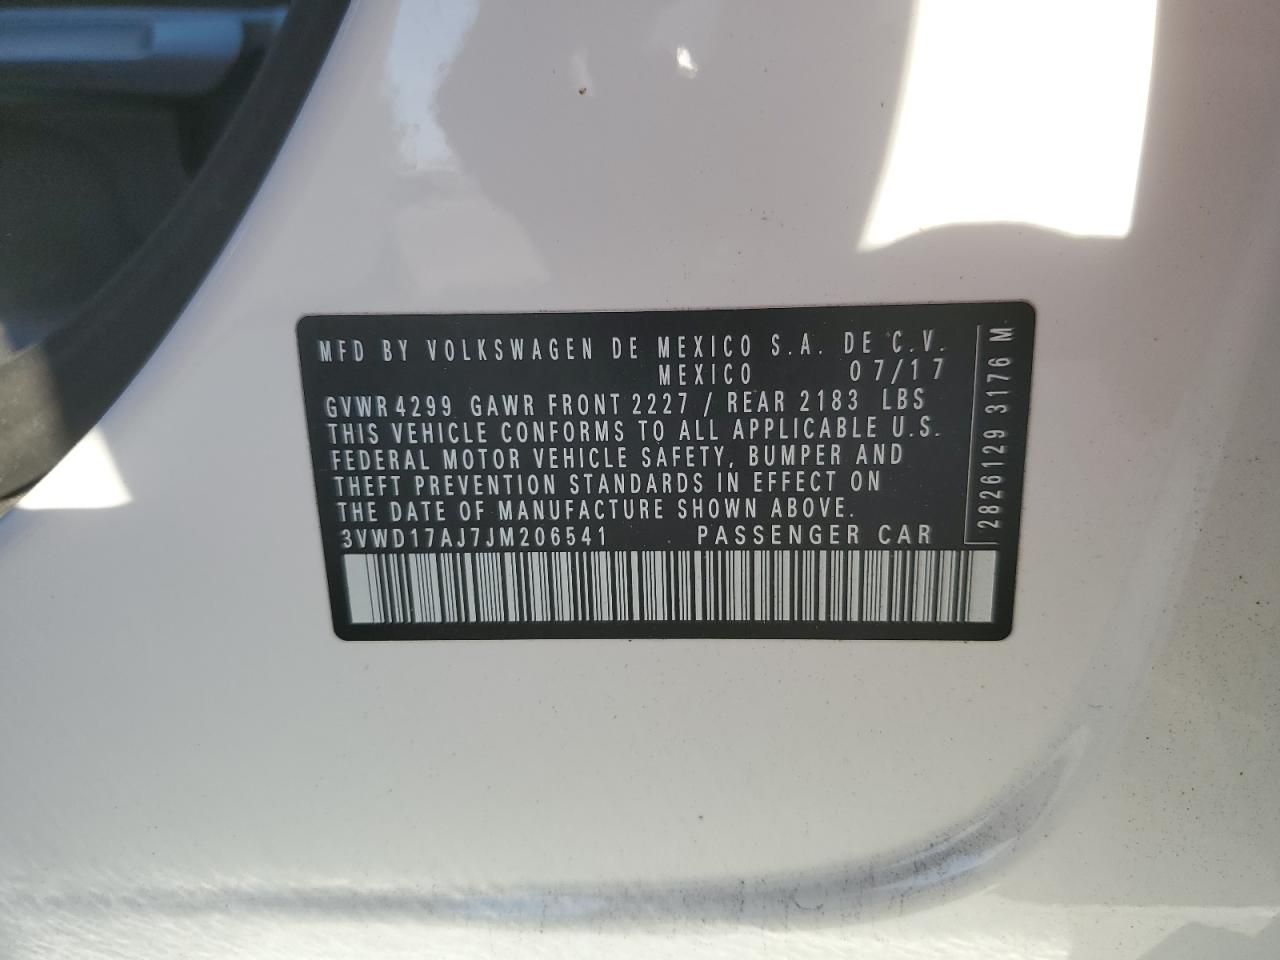 MFD BY VOLKSWAGEN DE MEXICO S.A. DE C.V.
MEXICO 07/17
GVWR 4299 GAWR FRONT 2227 / REAR 2183 LBS
THIS VEHICLE CONFORMS TO ALL APPLICABLE U.S.
FEDERAL MOTOR VEHICLE SAFETY, BUMPER AND
THEFT PREVENTION STANDARDS IN EFFECT ON
THE DATE OF MANUFACTURE SHOWN ABOVE.
3VWD17AJ7JM206541 PASSENGER CAR
2826129 3176 M